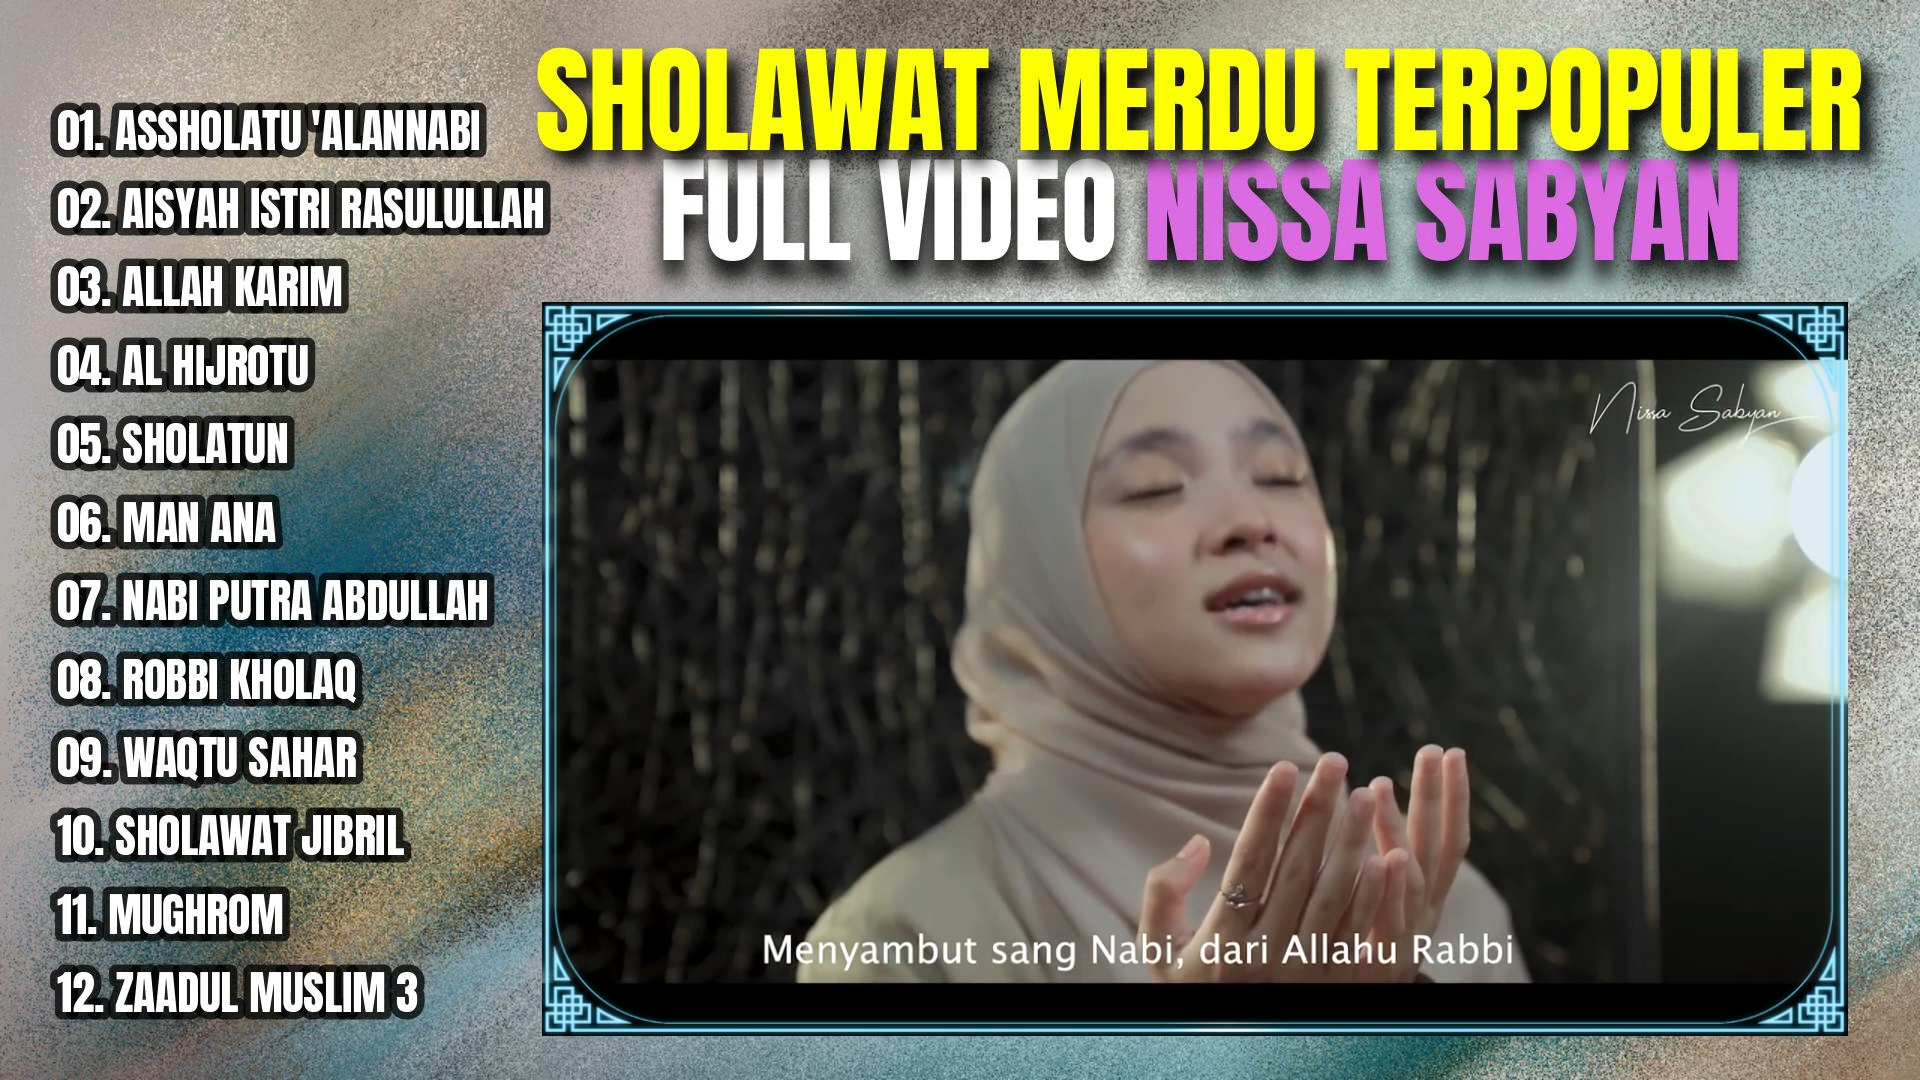 SHOLAWAT MERDU TERPOPULER
FULL VIDEO NISSA SABYAN
01. ASSHOLATU 'ALANNABI
02. AISYAH ISTRI RASULULLAH
03. ALLAH KARIM
04. AL HIJROTU
05. SHOLATUN
06. MAN ANA
07. NABI PUTRA ABDULLAH
08. ROBBI KHOLAQ
09. WAQTU SAHAR
10. SHOLAWAT JIBRIL
11. MUGHROM
12. ZAADUL MUSLIM 3
Nissa Sabyan
Menyambut sang Nabi, dari Allahu Rabbi